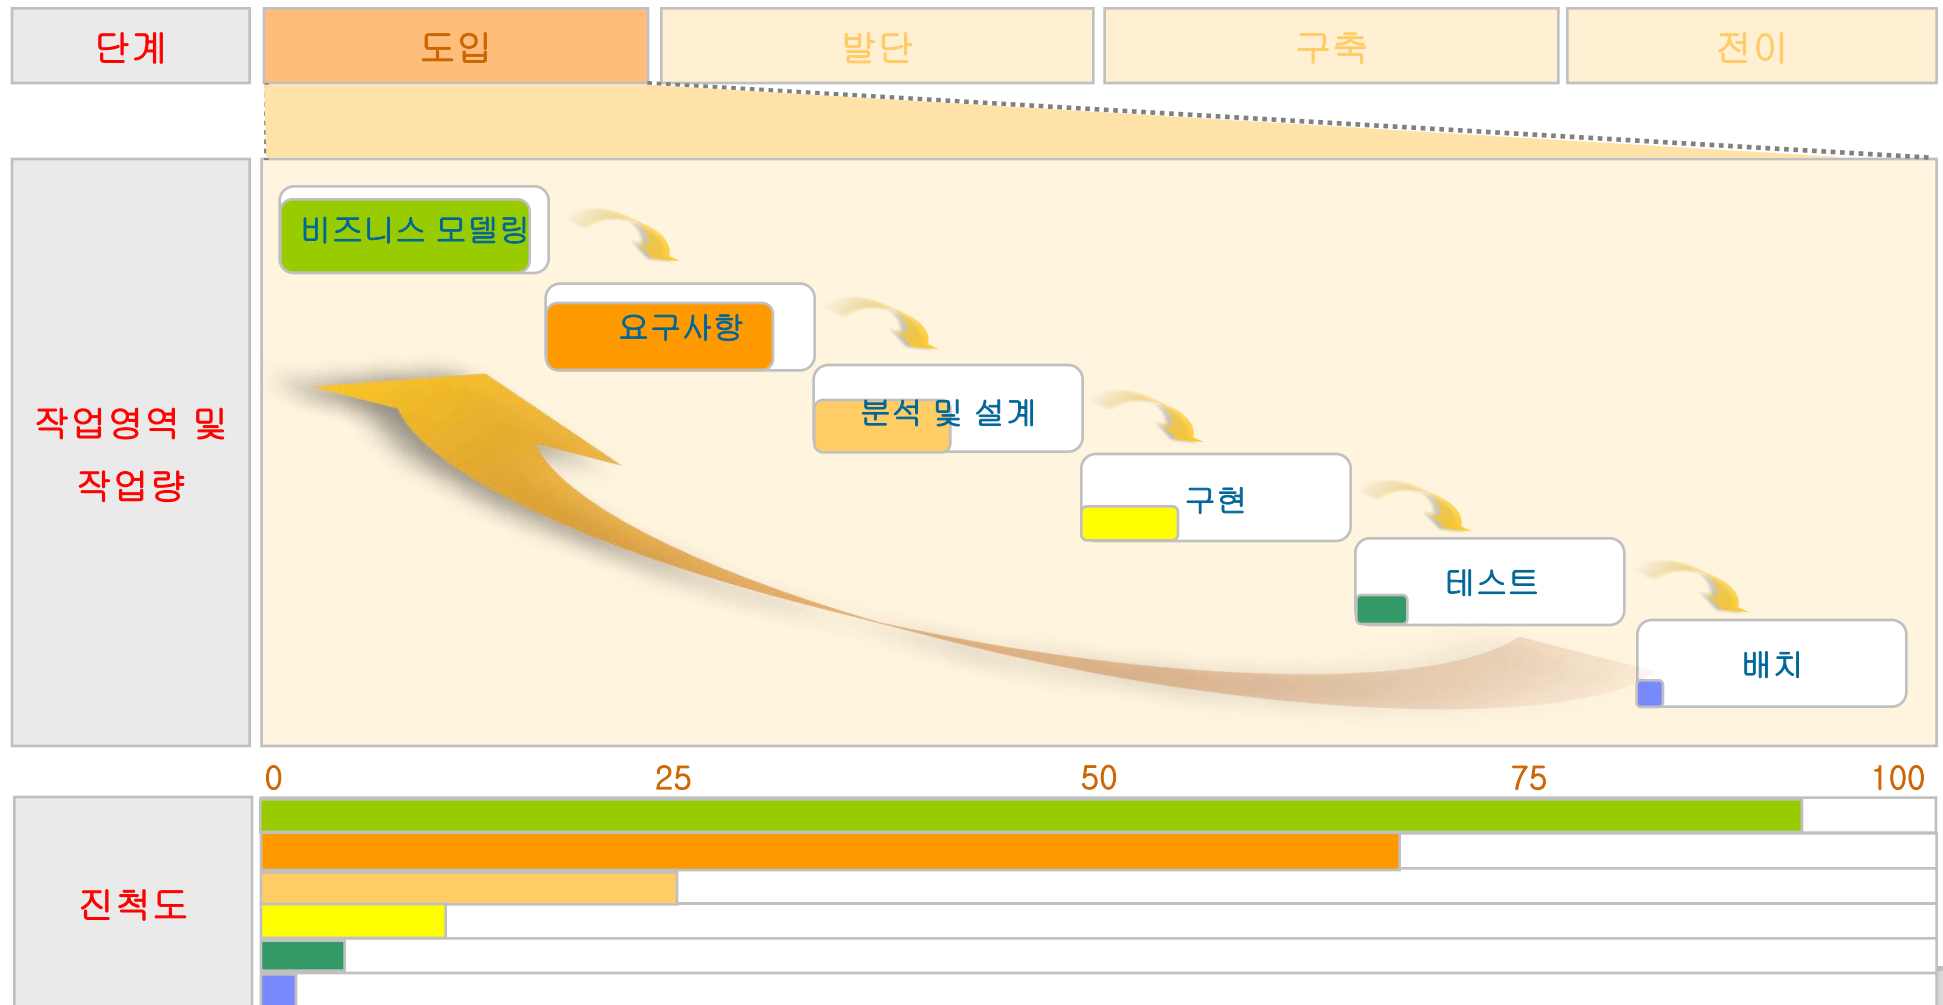 단계
도입
발단
구축
전이
작업영역 및
작업량
비즈니스 모델링
요구사항
분석 및 설계
구현
테스트
배치
0
25
50
75
100
진척도